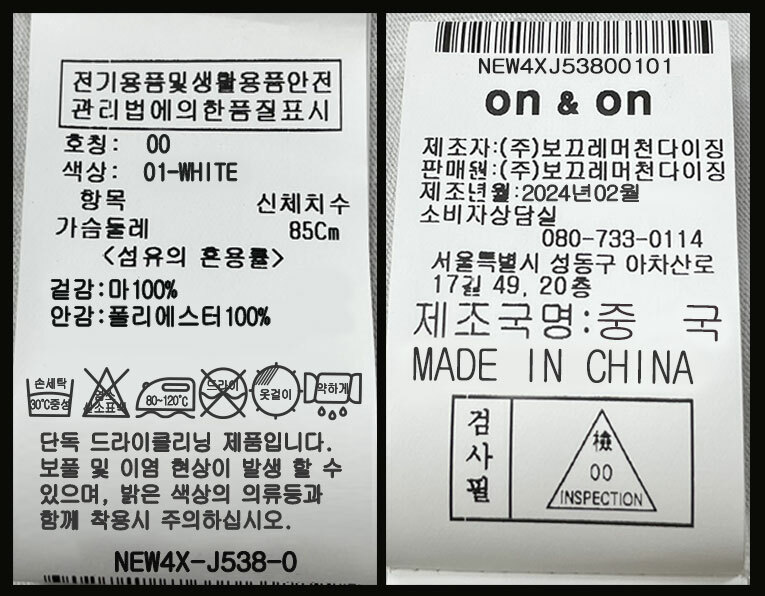 전기용품및생활용품안전
관리법에의한품질표시
호칭: 00
색상: 01-WHITE
항목 신체치수
가슴둘레 85Cm
<섬유의 혼용률>
겉감:마100%
안감:폴리에스터100%
손세탁
30℃중성
염소표백
80~120℃
드라이
옷걸이
약하게
단독 드라이클리닝 제품입니다.
보풀 및 이염 현상이 발생 할 수
있으며, 밝은 색상의 의류등과
함께 착용시 주의하십시오.
NEW4X-J538-0
NEW4XJ53800101
on & on
제조자:(주)보끄레머천다이징
판매원:(주)보끄레머천다이징
제조년월:2024년02월
소비자상담실
080-733-0114
서울특별시 성동구 아차산로
17길 49, 20층
제조국명:중 국
MADE IN CHINA
검사필
檢
00
INSPECTION